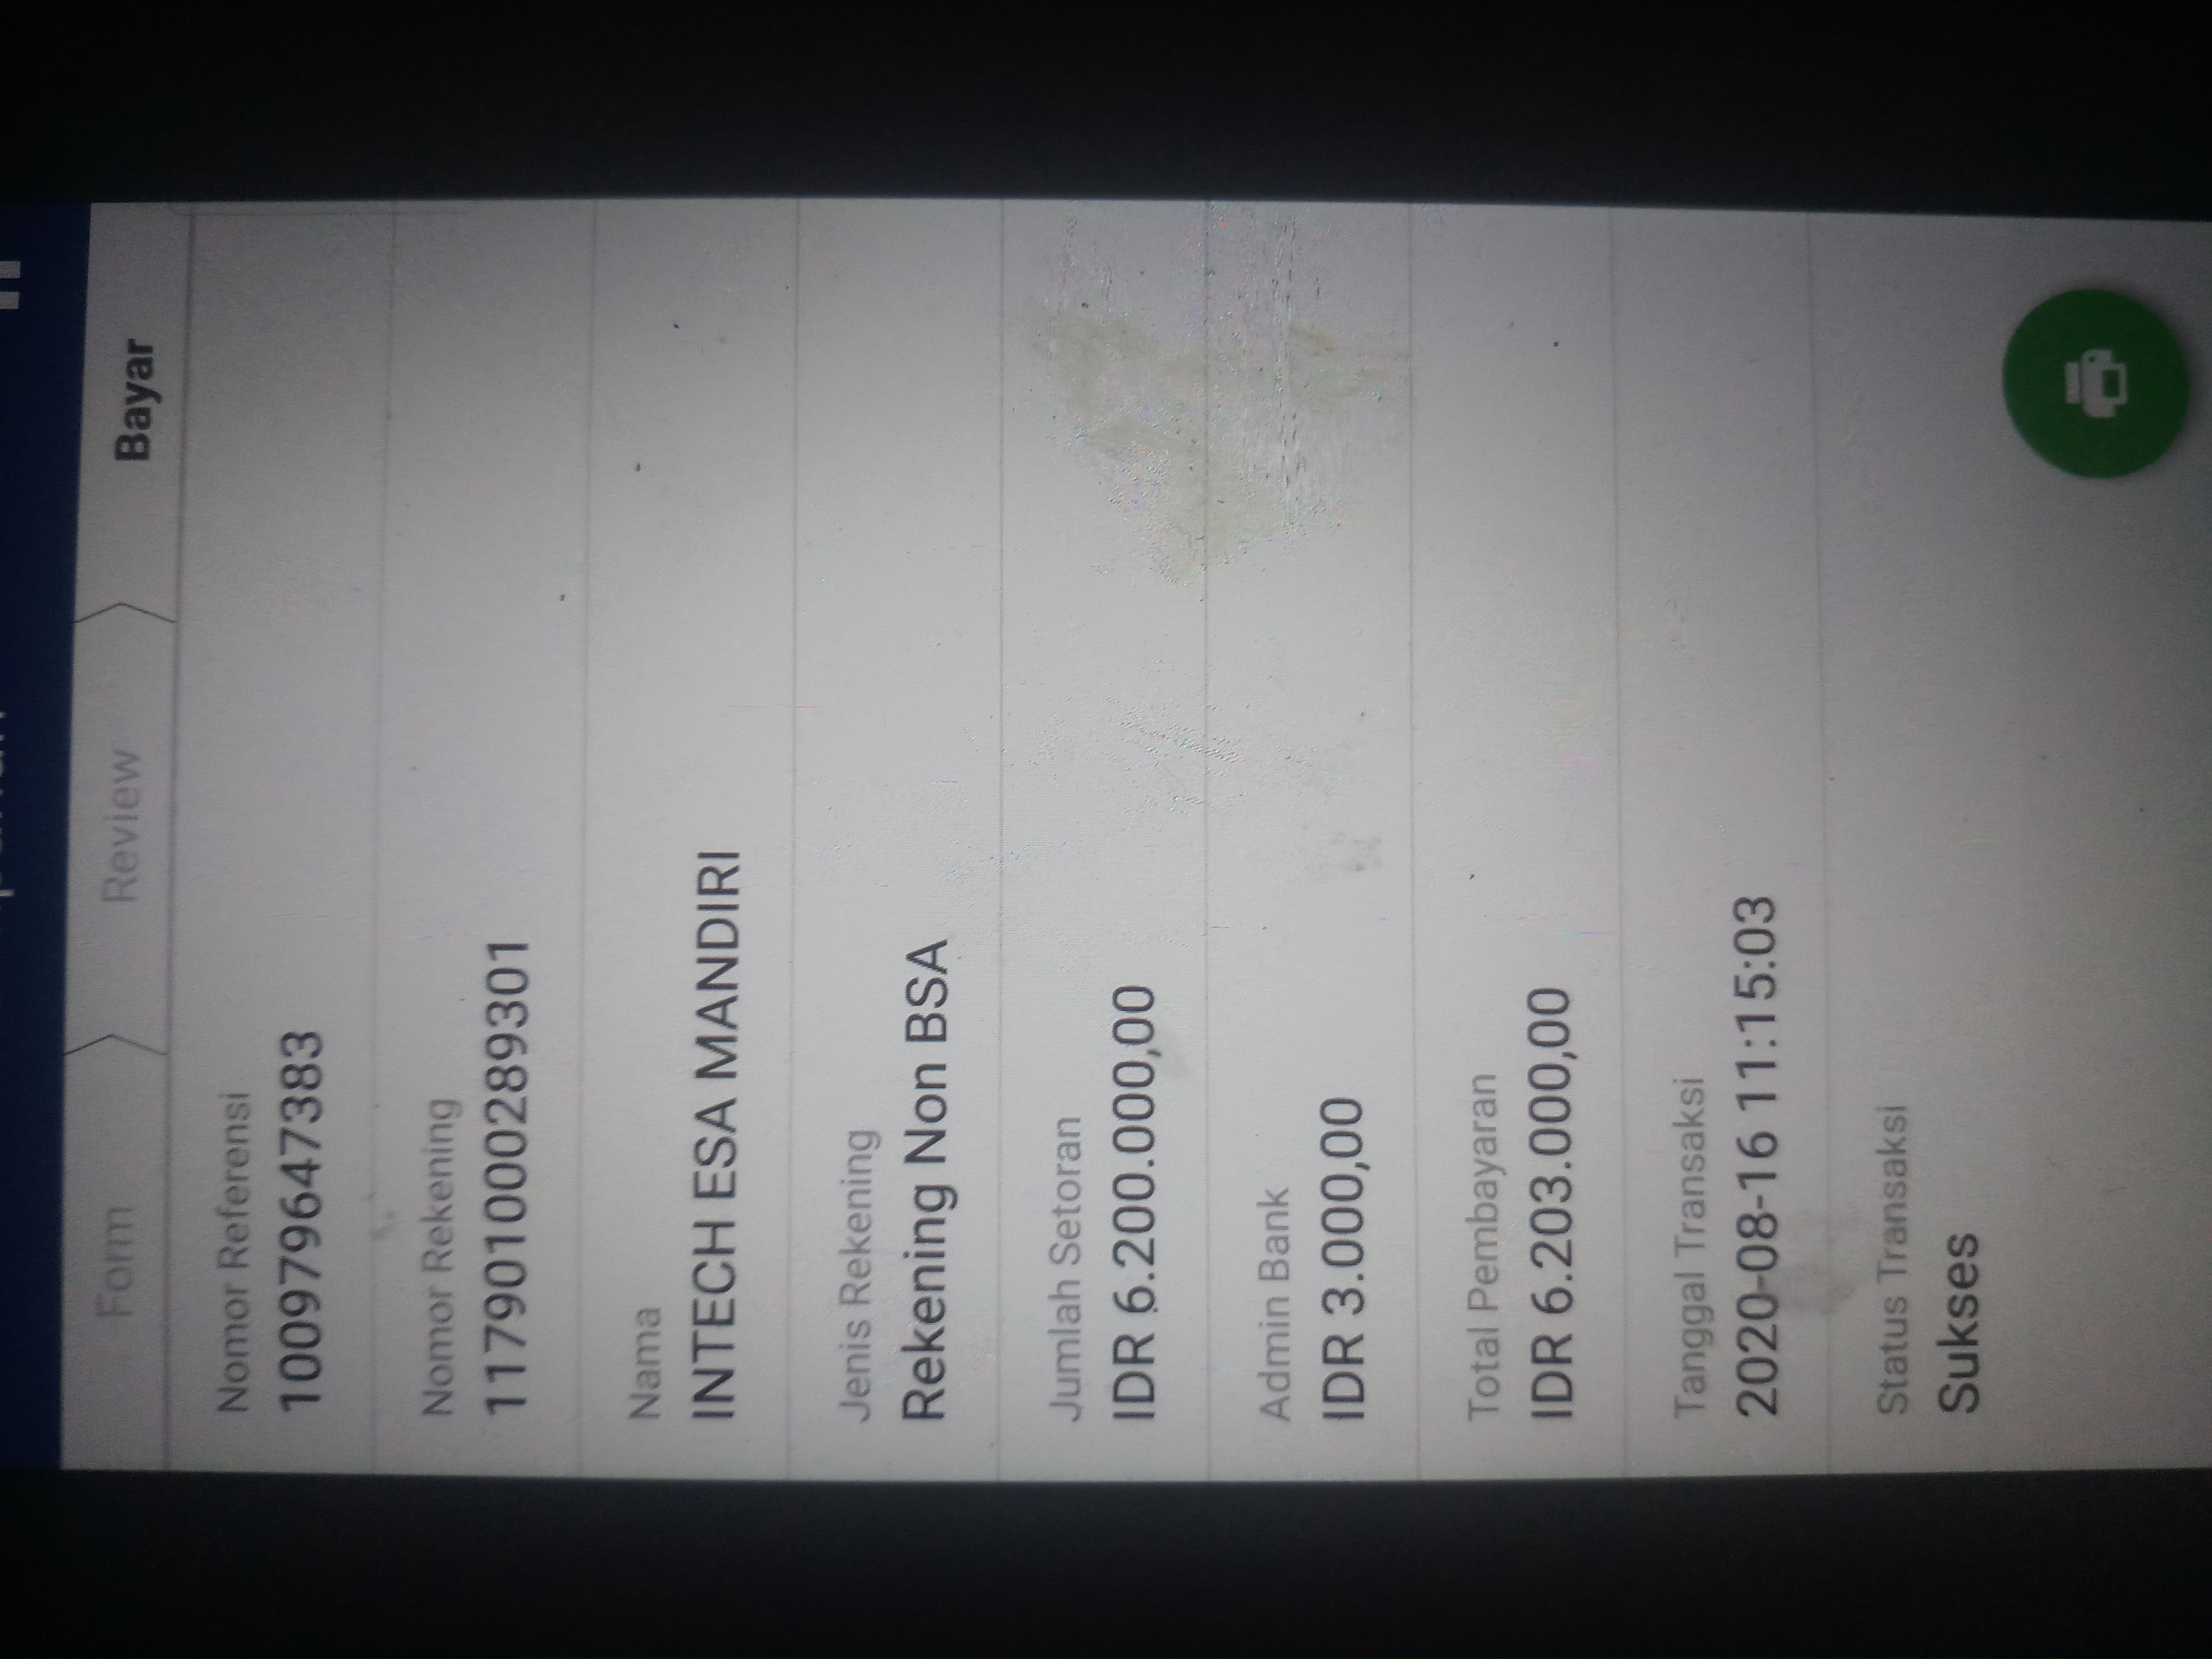 Form
Review
Bayar
Nomor Referensi
100979647383
Nomor Rekening
117901000289301
Nama
INTECH ESA MANDIRI
Jenis Rekening
Rekening Non BSA
Jumlah Setoran
IDR 6.200.000,00
Admin Bank
IDR 3.000,00
Total Pembayaran
IDR 6.203.000,00
Tanggal Transaksi
2020-08-16 11:15:03
Status Transaksi
Sukses